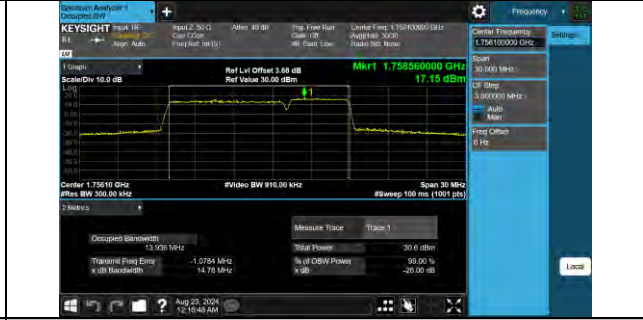 Spectrum Analyzer 1
Occupied BW
Frequency
KEYSIGHT Input: RF
Align: Auto
Input Z: 50 Ω
Corr CCorr
Freq Ref: Int (S)
Atten: 40 dB
Trig: Free Run
Gate: Off
#IF Gain: Low
Center Freq: 1.756100000 GHz
Avg|Hold: 30/30
Radio Std: None
Center Frequency
1.756100000 GHz
Settings
Span
30.000 MHz
CF Step
3.000000 MHz
Auto
Man
Freq Offset
0 Hz
1 Graph
Scale/Div 10.0 dB
Ref Lvl Offset 3.68 dB
Ref Value 30.00 dBm
Mkr1 1.758560000 GHz
17.15 dBm
Log
1
Center 1.75610 GHz
#Res BW 300.00 kHz
#Video BW 910.00 kHz
Span 30 MHz
#Sweep 100 ms (1001 pts)
2 Metrics
Measure Trace Trace 1
Occupied Bandwidth
13.936 MHz
Total Power 30.6 dBm
Transmit Freq Error -1.0784 MHz
% of OBW Power 99.00 %
x dB Bandwidth 14.78 MHz
x dB -26.00 dB
Local
Aug 23, 2024
12:16:48 AM